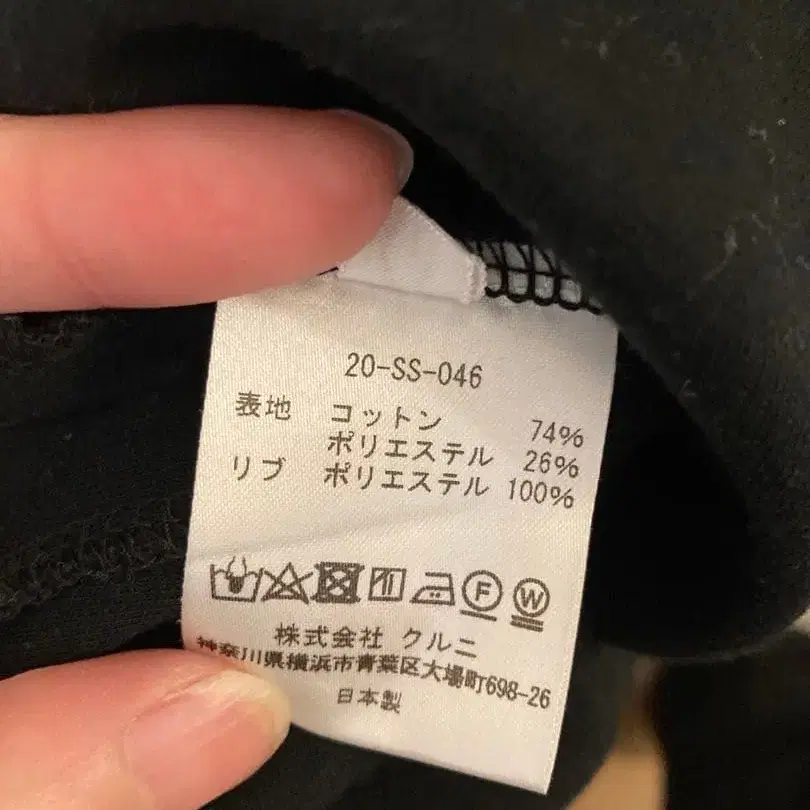 20-SS-046
表地 コットン 74%
ポリエステル 26%
リブ ポリエステル 100%
F W
株式会社 クルニ
神奈川県横浜市青葉区大場町698-26
日本製